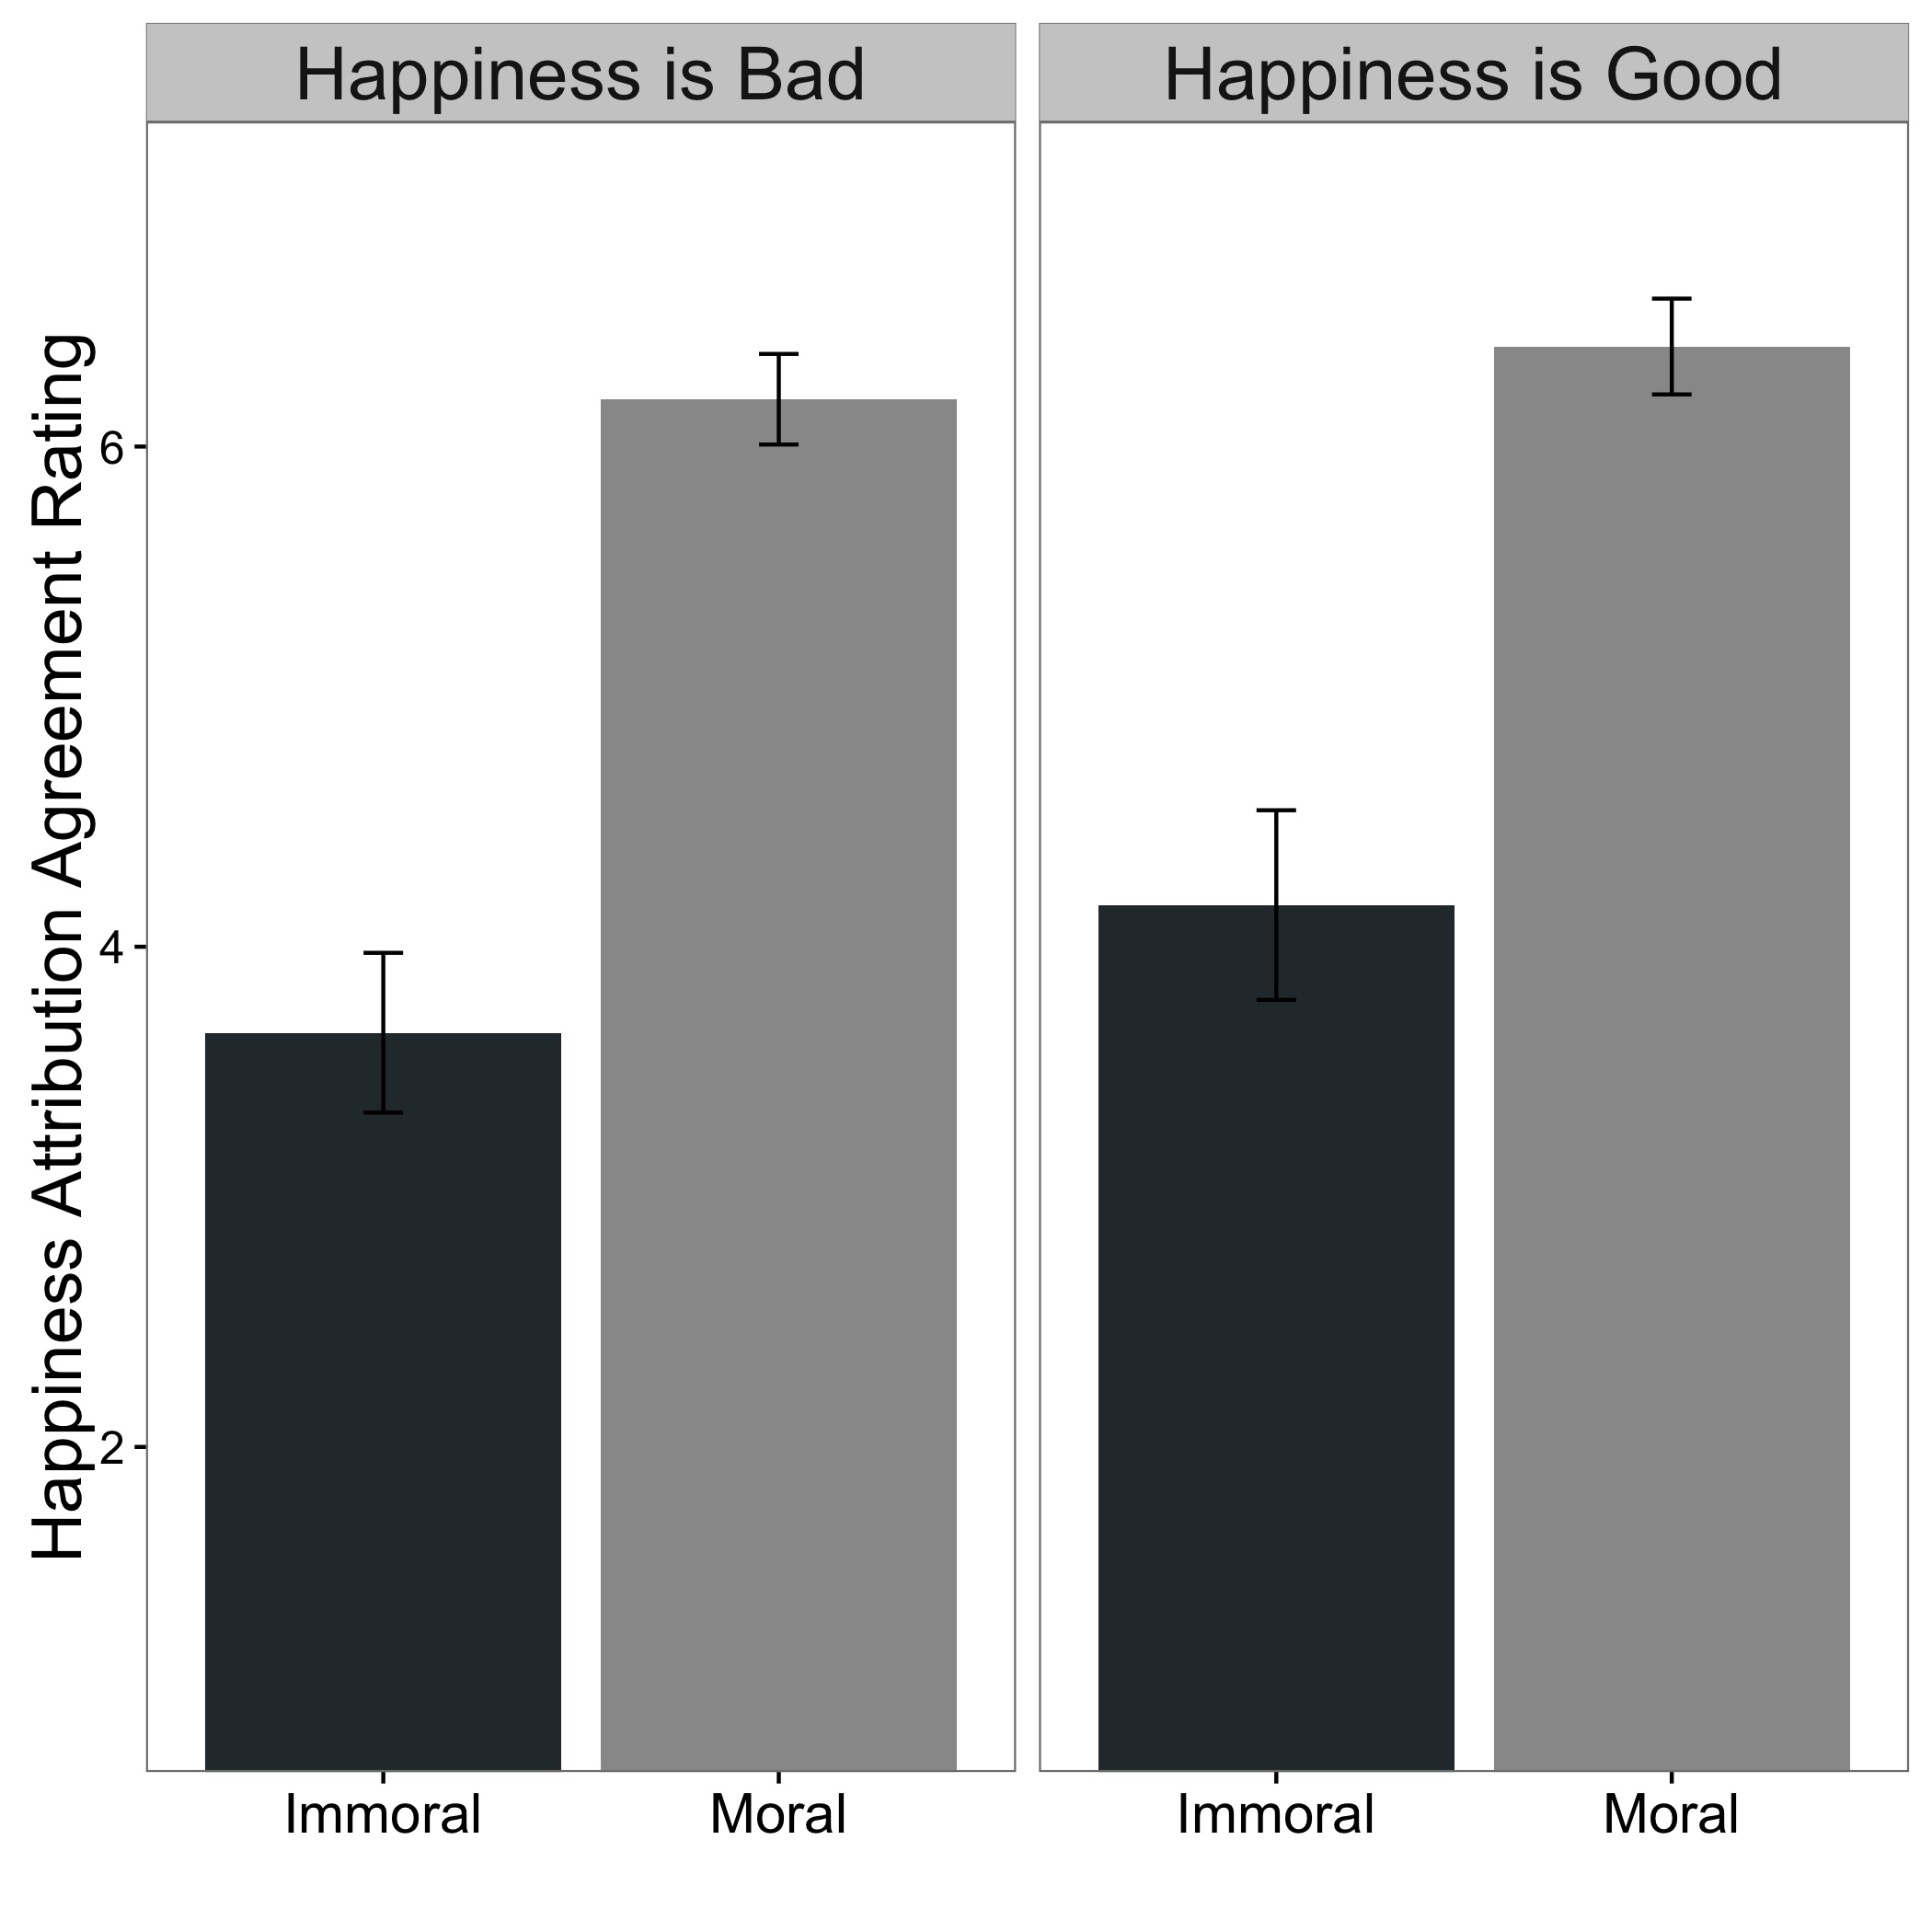 Happiness is Bad
Happiness is Good
Happiness Attribution Agreement Rating
6
4
2
Immoral
Moral
Immoral
Moral